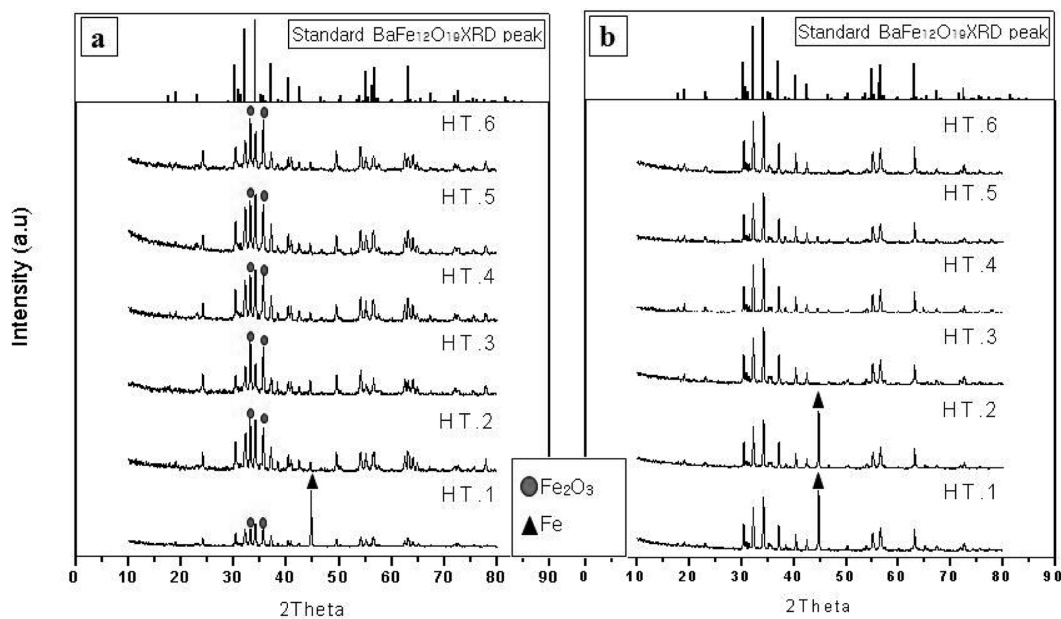 a
Standard BaFe₁₂O₁₉XRD peak
HT.6
HT.5
HT.4
HT.3
HT.2
HT.1
Intensity (a.u)
0 10 20 30 40 50 60 70 80 90
2Theta
Fe₂O₃
Fe
b
Standard BaFe₁₂O₁₉XRD peak
HT.6
HT.5
HT.4
HT.3
HT.2
HT.1
0 10 20 30 40 50 60 70 80 90
2Theta